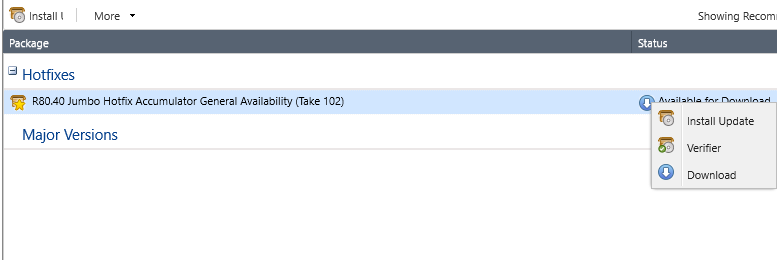 Install U More Showing Recom
Package Status
Hotfixes
R80.40 Jumbo Hotfix Accumulator General Availability (Take 102) Available for Download
Install Update
Major Versions
Verifier
Download